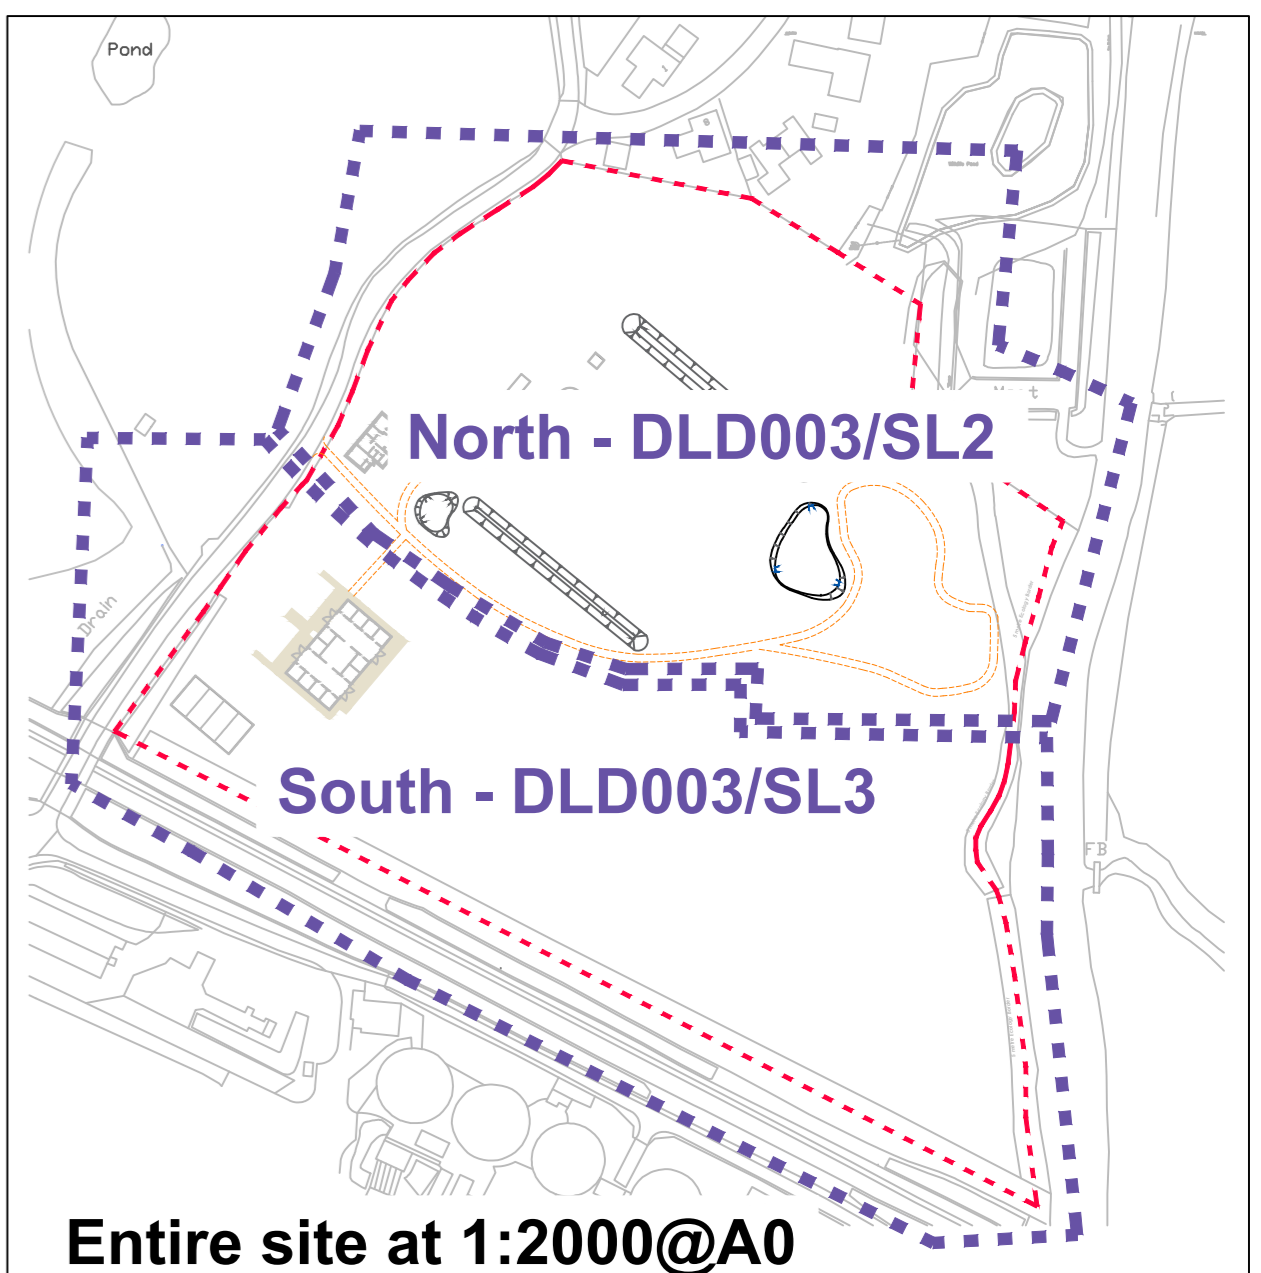 Pond
North - DLD003/SL2
Drain
South - DLD003/SL3
FB
Entire site at 1:2000@A0